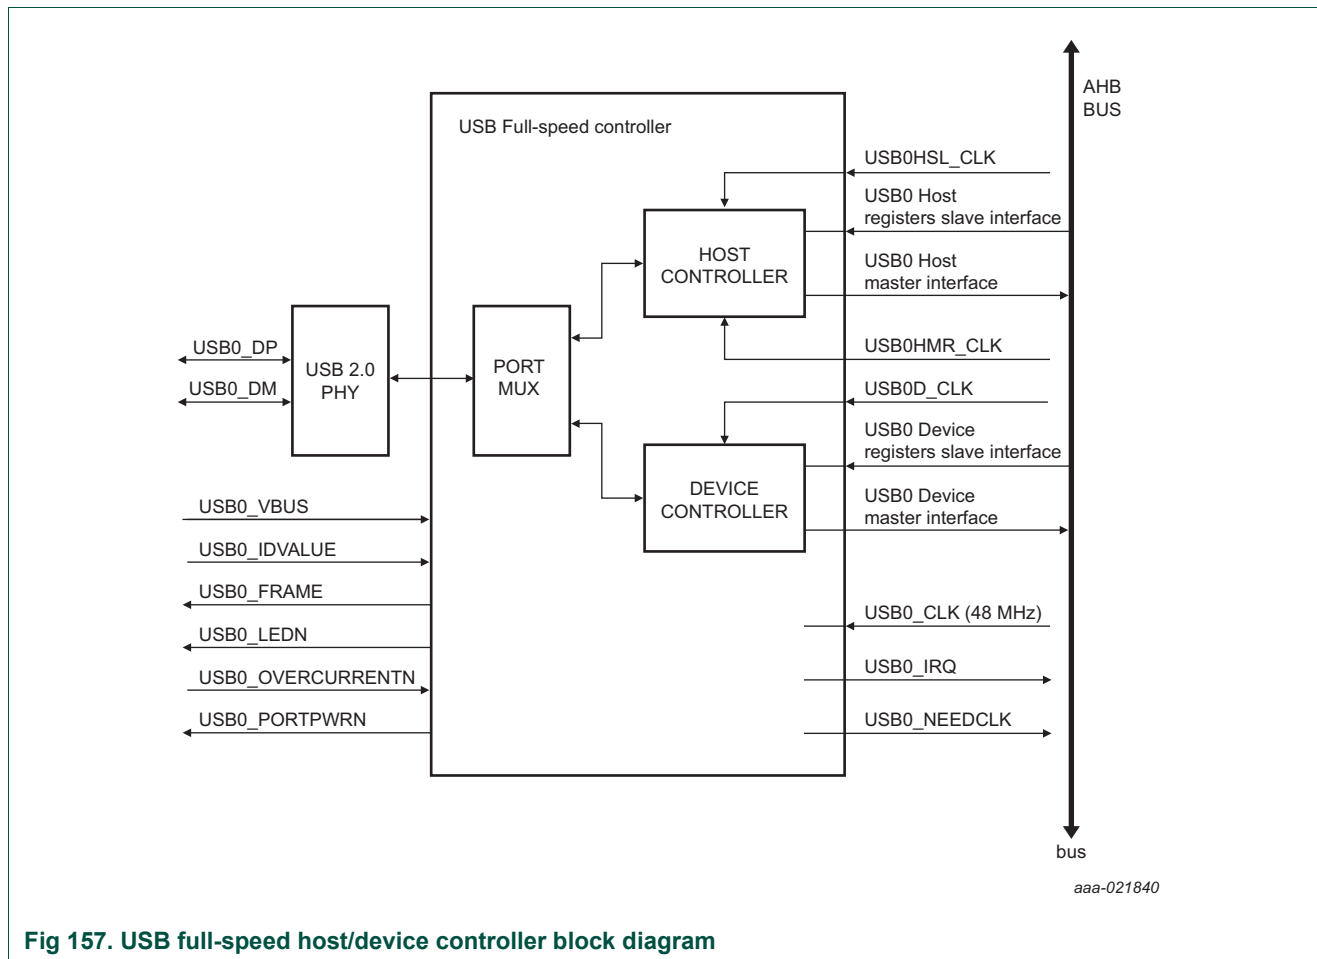 AHB
BUS
USB Full-speed controller
USB0HSL_CLK
USB0 Host
registers slave interface
HOST
CONTROLLER
USB0 Host
master interface
USB0_DP
USB0_DM
USB 2.0
PHY
PORT
MUX
USB0HMR_CLK
USB0D_CLK
USB0 Device
registers slave interface
DEVICE
CONTROLLER
USB0 Device
master interface
USB0_VBUS
USB0_IDVALUE
USB0_FRAME
USB0_LEDN
USB0_OVERCURRENTN
USB0_PORTPWRN
USB0_CLK (48 MHz)
USB0_IRQ
USB0_NEEDCLK
bus
aaa-021840
Fig 157. USB full-speed host/device controller block diagram